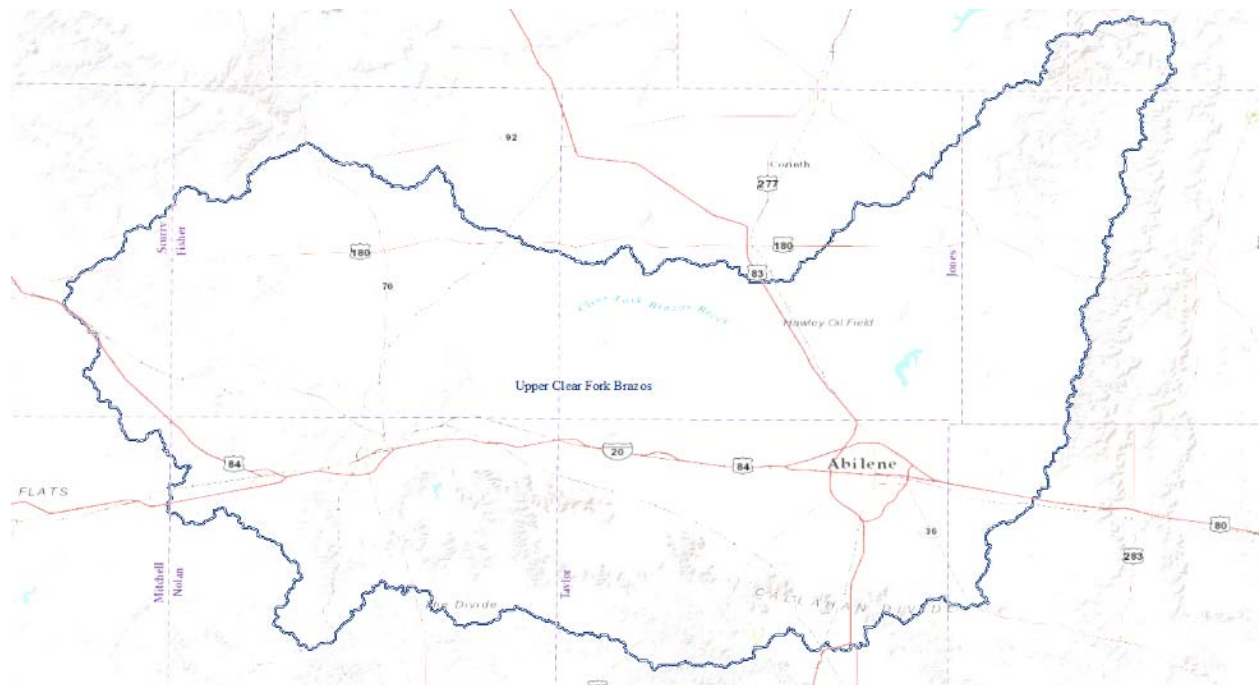 92
Corinth
277
Scurry
Fisher
180
180
Jones
83
70
Clear Fork Brazos River
Hawley Oil Field
Upper Clear Fork Brazos
20
84
84
Abilene
FLATS
80
36
283
Mitchell
Nolan
Taylor
The Divide
CALLAHAN DIVIDE